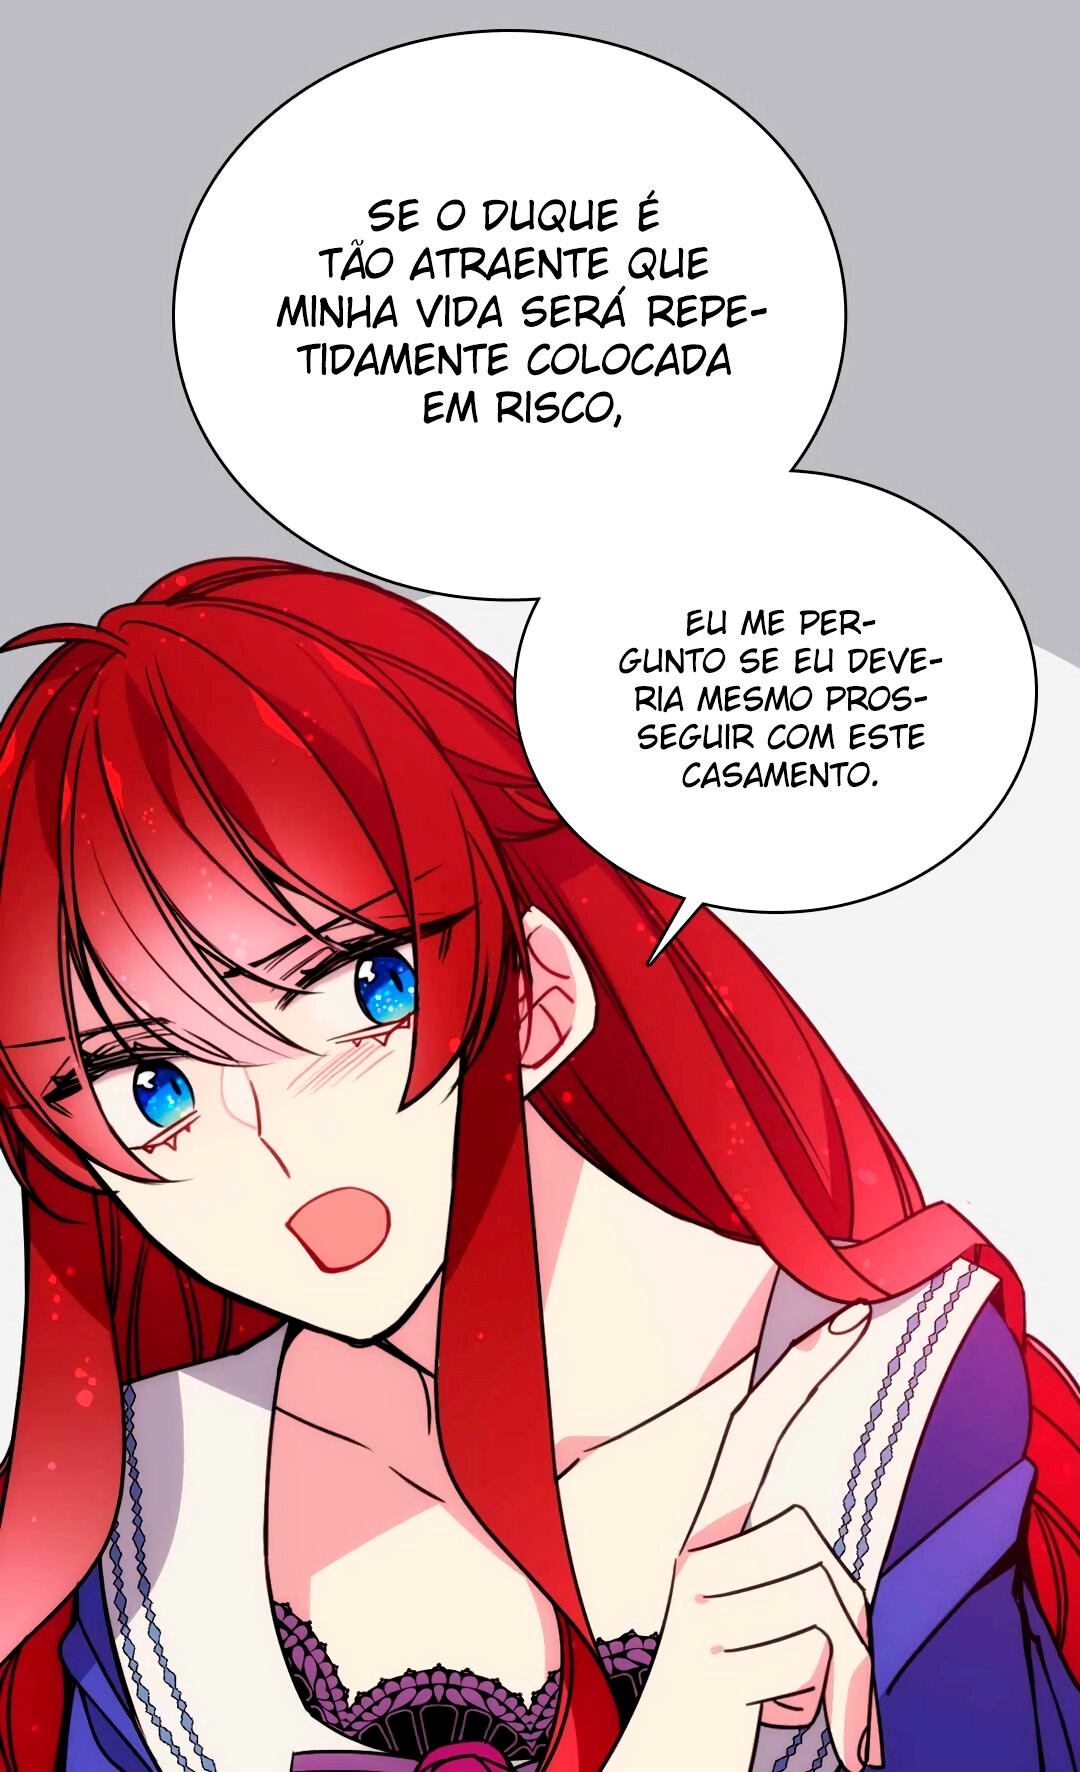 SE O DUQUE É
TÃO ATRAENTE QUE
MINHA VIDA SERÁ REPE-
TIDAMENTE COLOCADA
EM RISCO,
EU ME PER-
GUNTO SE EU DEVE-
RIA MESMO PROS-
SEGUIR COM ESTE
CASAMENTO.